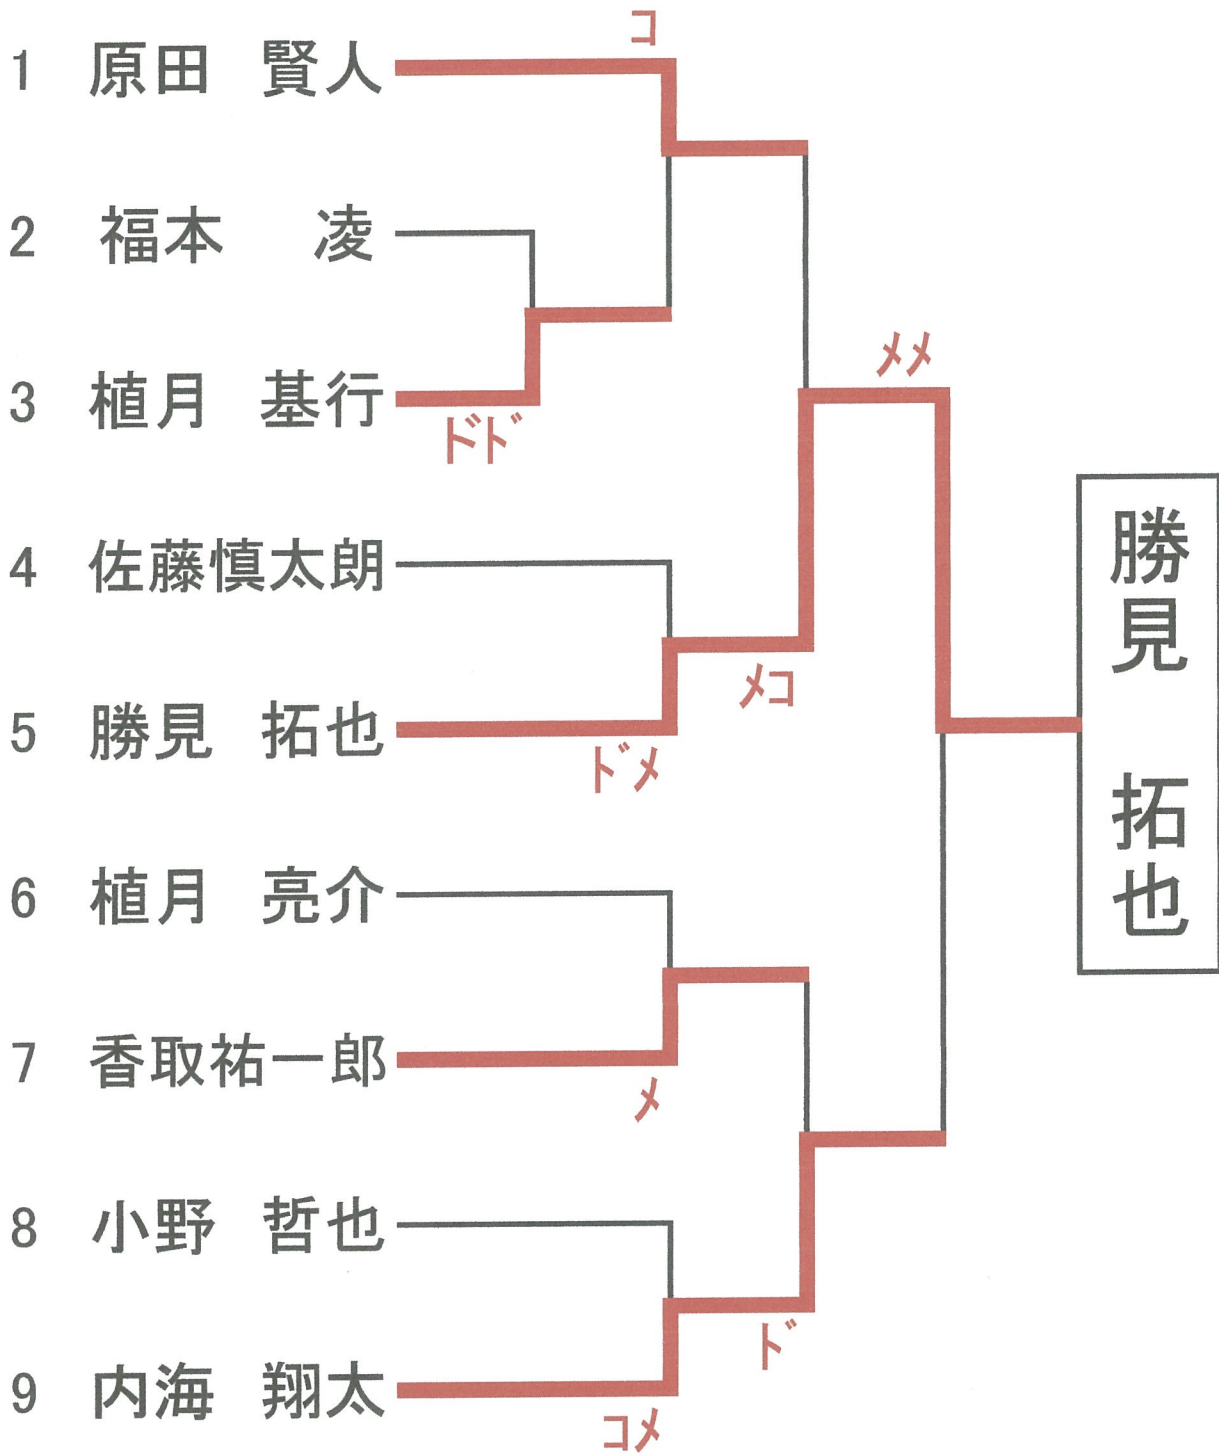 コ
1 原田 賢人
2 福本 凌
メメ
3 植月 基行
ドド
4 佐藤慎太朗
メコ
5 勝見 拓也
ドメ
勝見 拓也
6 植月 亮介
7 香取祐一郎
メ
8 小野 哲也
ド
9 内海 翔太
コメ